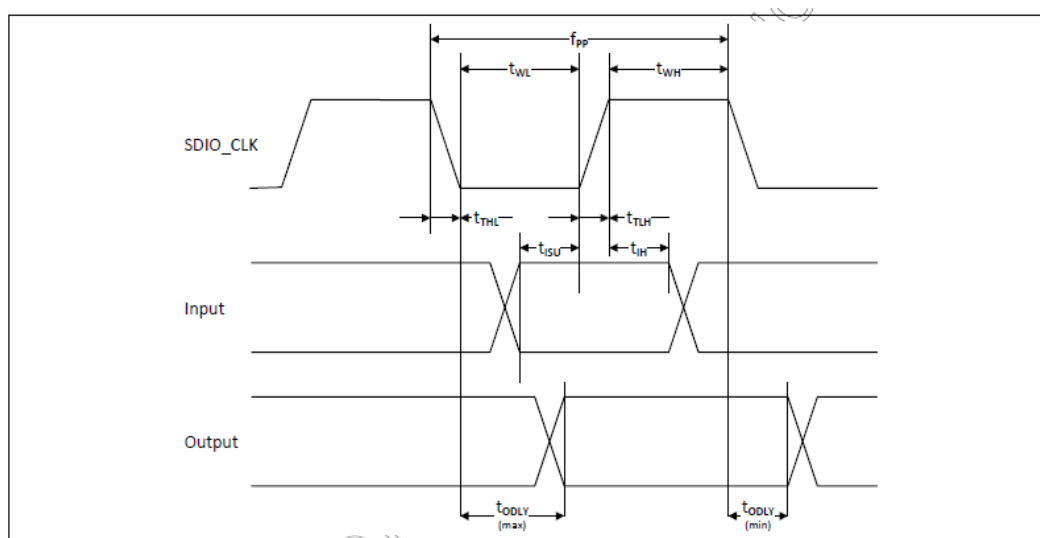 fPP
tWL
tWH
SDIO_CLK
tTHL
tTLH
tISU
tIH
Input
Output
tODLY
(max)
tODLY
(min)